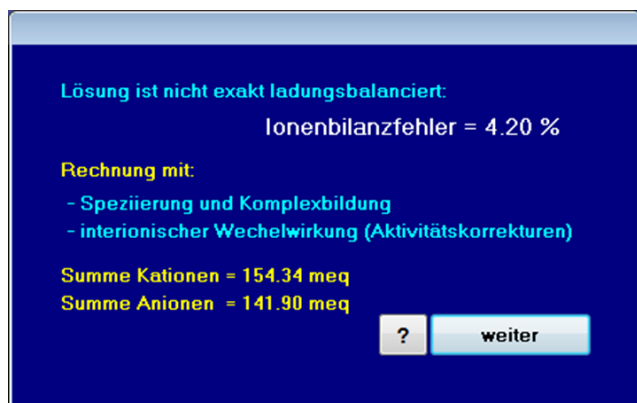 Lösung ist nicht exakt ladungsbalanciert:
Ionenbilanzfehler = 4.20 %
Rechnung mit:
- Speziierung und Komplexbildung
- interionischer Wechelwirkung (Aktivitätskorrekturen)
Summe Kationen = 154.34 meq
Summe Anionen = 141.90 meq
? weiter